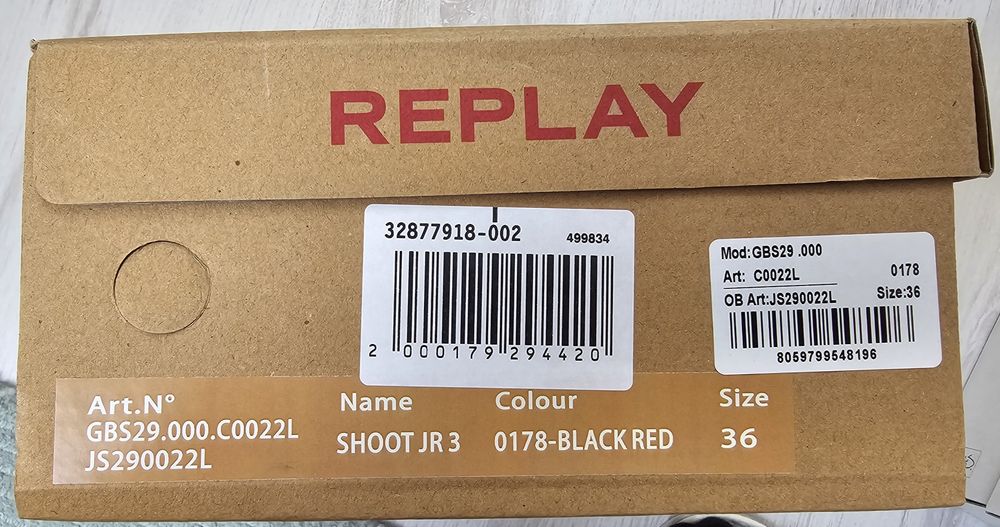 REPLAY
32877918-002 499834
2 000179 294420
Mod:GBS29 .000
Art: C0022L 0178
OB Art:JS290022L Size:36
8059799548196
Art.N° Name Colour Size
GBS29.000.C0022L SHOOT JR 3 0178-BLACK RED 36
JS290022L